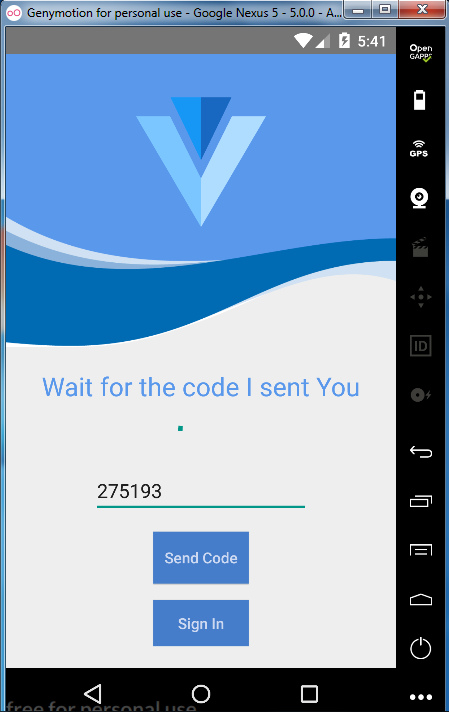 Genymotion for personal use - Google Nexus 5 - 5.0.0 - A...
5:41
Open
GAPPS
GPS
Wait for the code I sent You
ID
275193
Send Code
Sign In
free for personal use